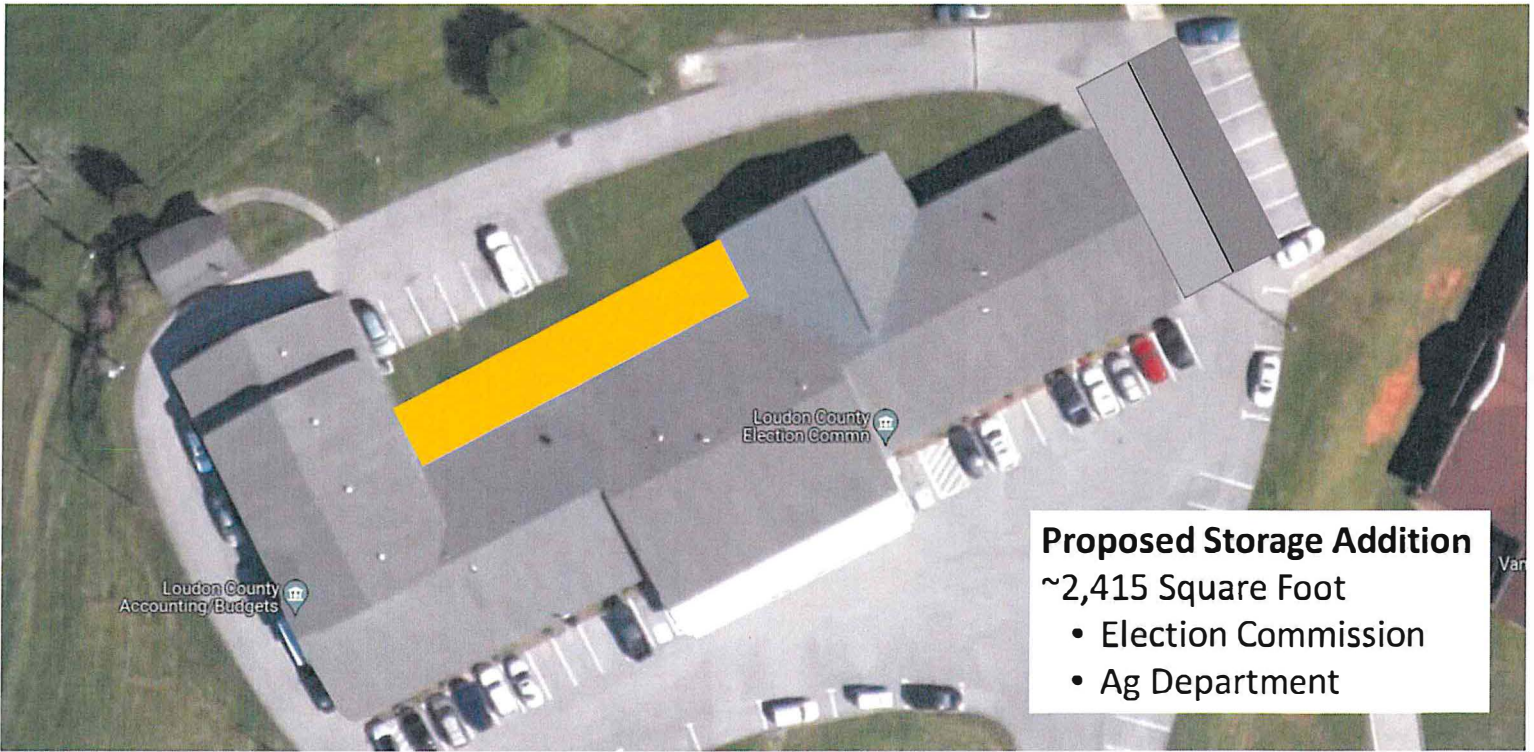 Loudon County
Election Commn
Loudon County
Accounting/Budgets
Proposed Storage Addition
~2,415 Square Foot
• Election Commission
• Ag Department
Van